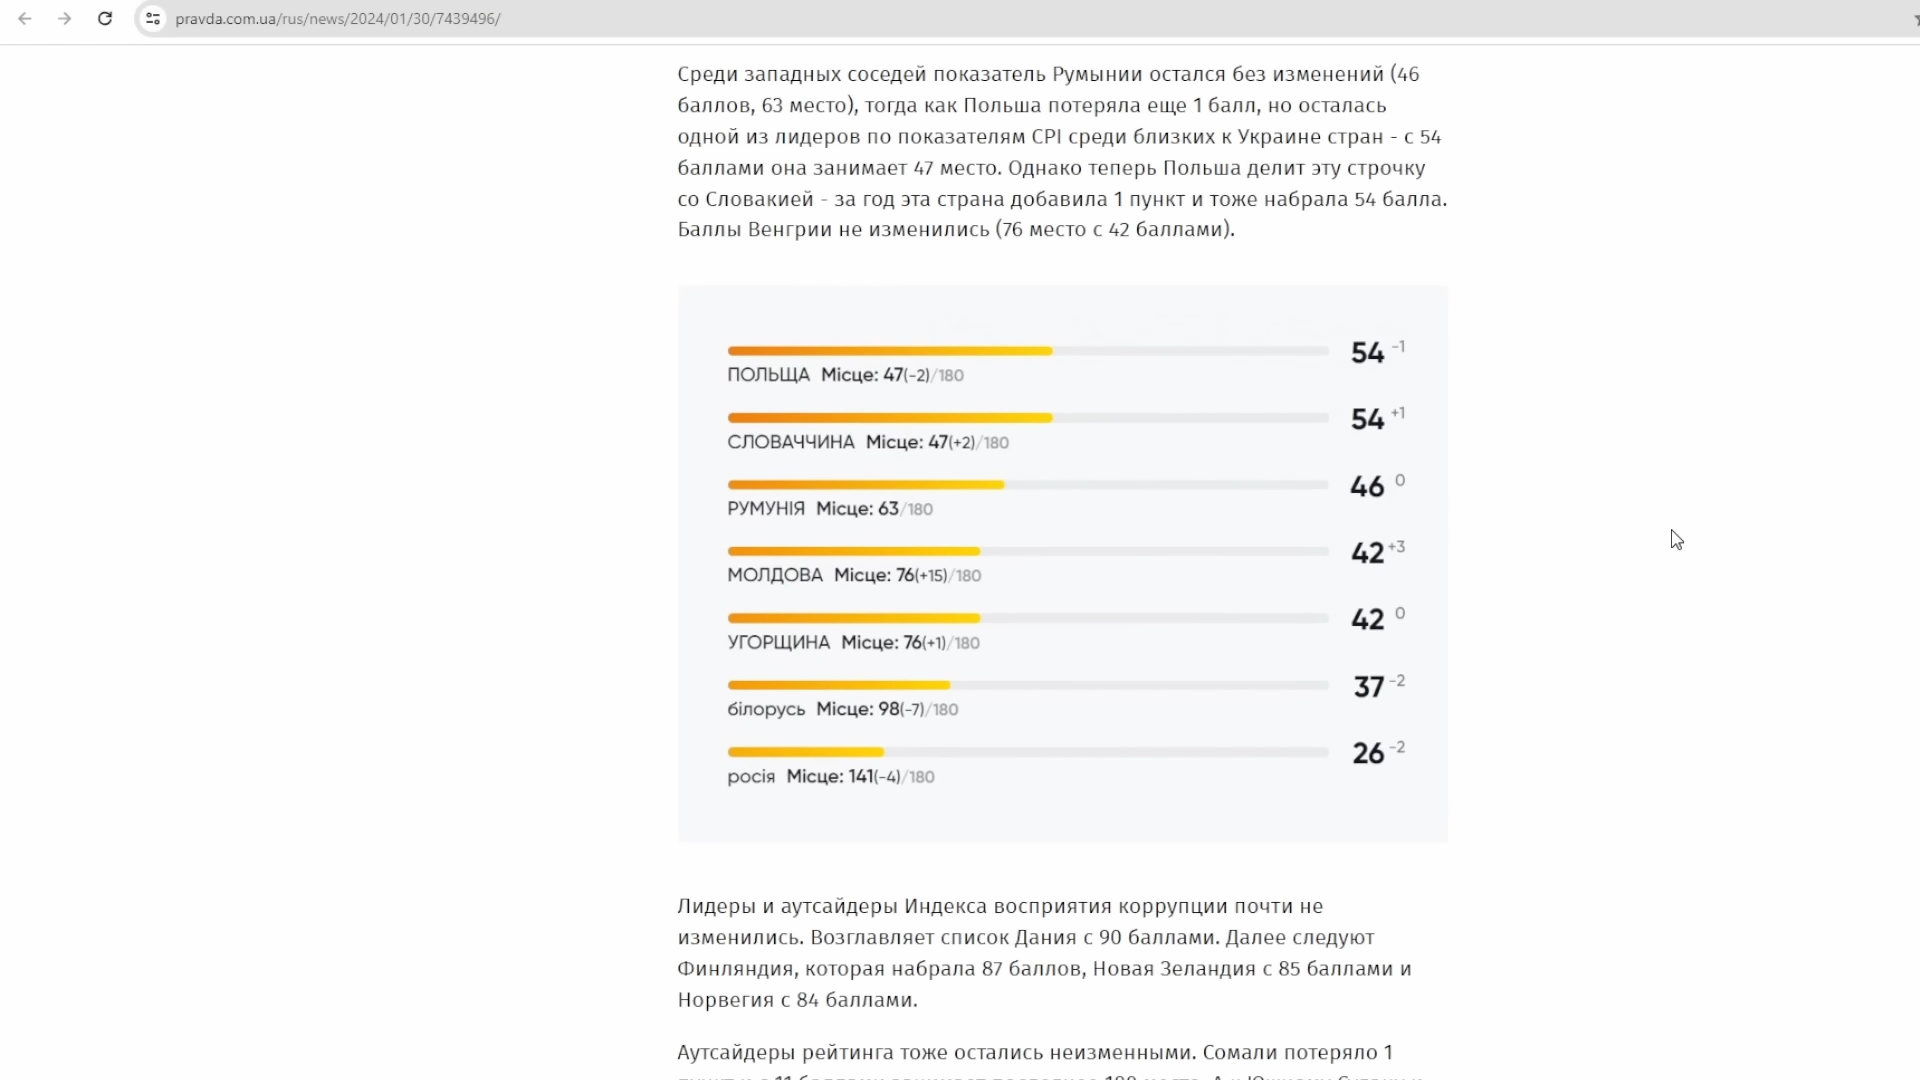 pravda.com.ua/rus/news/2024/01/30/7439496/
Среди западных соседей показатель Румынии остался без изменений (46
баллов, 63 место), тогда как Польша потеряла еще 1 балл, но осталась
одной из лидеров по показателям CPI среди близких к Украине стран - с 54
баллами она занимает 47 место. Однако теперь Польша делит эту строчку
со Словакией - за год эта страна добавила 1 пункт и тоже набрала 54 балла.
Баллы Венгрии не изменились (76 место с 42 баллами).
54 -1
ПОЛЬЩА Місце: 47(-2)/180
54 +1
СЛОВАЧЧИНА Місце: 47(+2)/180
46 0
РУМУНІЯ Місце: 63/180
42 +3
МОЛДОВА Місце: 76(+15)/180
42 0
УГОРЩИНА Місце: 76(+1)/180
37 -2
білорусь Місце: 98(-7)/180
26 -2
росія Місце: 141(-4)/180
Лидеры и аутсайдеры Индекса восприятия коррупции почти не
изменились. Возглавляет список Дания с 90 баллами. Далее следуют
Финляндия, которая набрала 87 баллов, Новая Зеландия с 85 баллами и
Норвегия с 84 баллами.
Аутсайдеры рейтинга тоже остались неизменными. Сомали потеряло 1